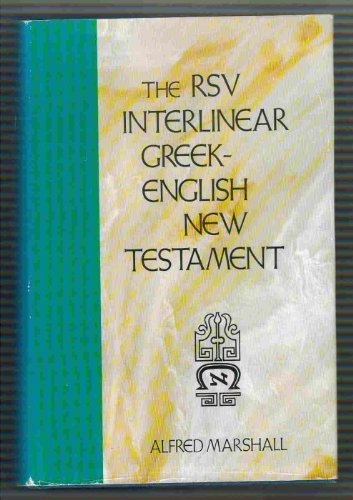 THE RSV
INTERLINEAR
GREEK-
ENGLISH
NEW
TESTAMENT
ALFRED MARSHALL